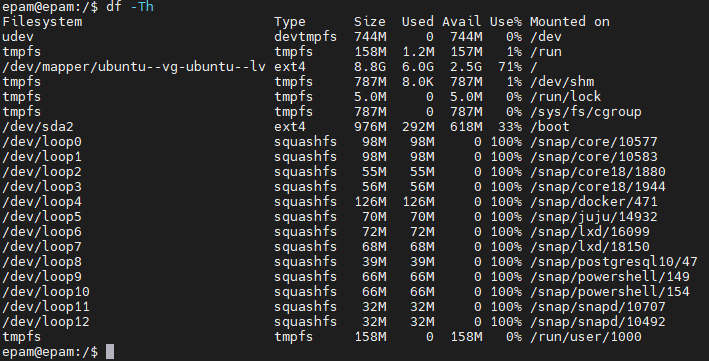 epam@epam:/$ df -Th
Filesystem                        Type      Size  Used Avail Use% Mounted on
udev                              devtmpfs  744M     0  744M   0% /dev
tmpfs                             tmpfs     158M  1.2M  157M   1% /run
/dev/mapper/ubuntu--vg-ubuntu--lv ext4      8.8G  6.0G  2.5G  71% /
tmpfs                             tmpfs     787M  8.0K  787M   1% /dev/shm
tmpfs                             tmpfs     5.0M     0  5.0M   0% /run/lock
tmpfs                             tmpfs     787M     0  787M   0% /sys/fs/cgroup
/dev/sda2                         ext4      976M  292M  618M  33% /boot
/dev/loop0                        squashfs   98M   98M     0 100% /snap/core/10577
/dev/loop1                        squashfs   98M   98M     0 100% /snap/core/10583
/dev/loop2                        squashfs   55M   55M     0 100% /snap/core18/1880
/dev/loop3                        squashfs   56M   56M     0 100% /snap/core18/1944
/dev/loop4                        squashfs  126M  126M     0 100% /snap/docker/471
/dev/loop5                        squashfs   70M   70M     0 100% /snap/juju/14932
/dev/loop6                        squashfs   72M   72M     0 100% /snap/lxd/16099
/dev/loop7                        squashfs   68M   68M     0 100% /snap/lxd/18150
/dev/loop8                        squashfs   39M   39M     0 100% /snap/postgresql10/47
/dev/loop9                        squashfs   66M   66M     0 100% /snap/powershell/149
/dev/loop10                       squashfs   66M   66M     0 100% /snap/powershell/154
/dev/loop11                       squashfs   32M   32M     0 100% /snap/snapd/10707
/dev/loop12                       squashfs   32M   32M     0 100% /snap/snapd/10492
tmpfs                             tmpfs     158M     0  158M   0% /run/user/1000
epam@epam:/$